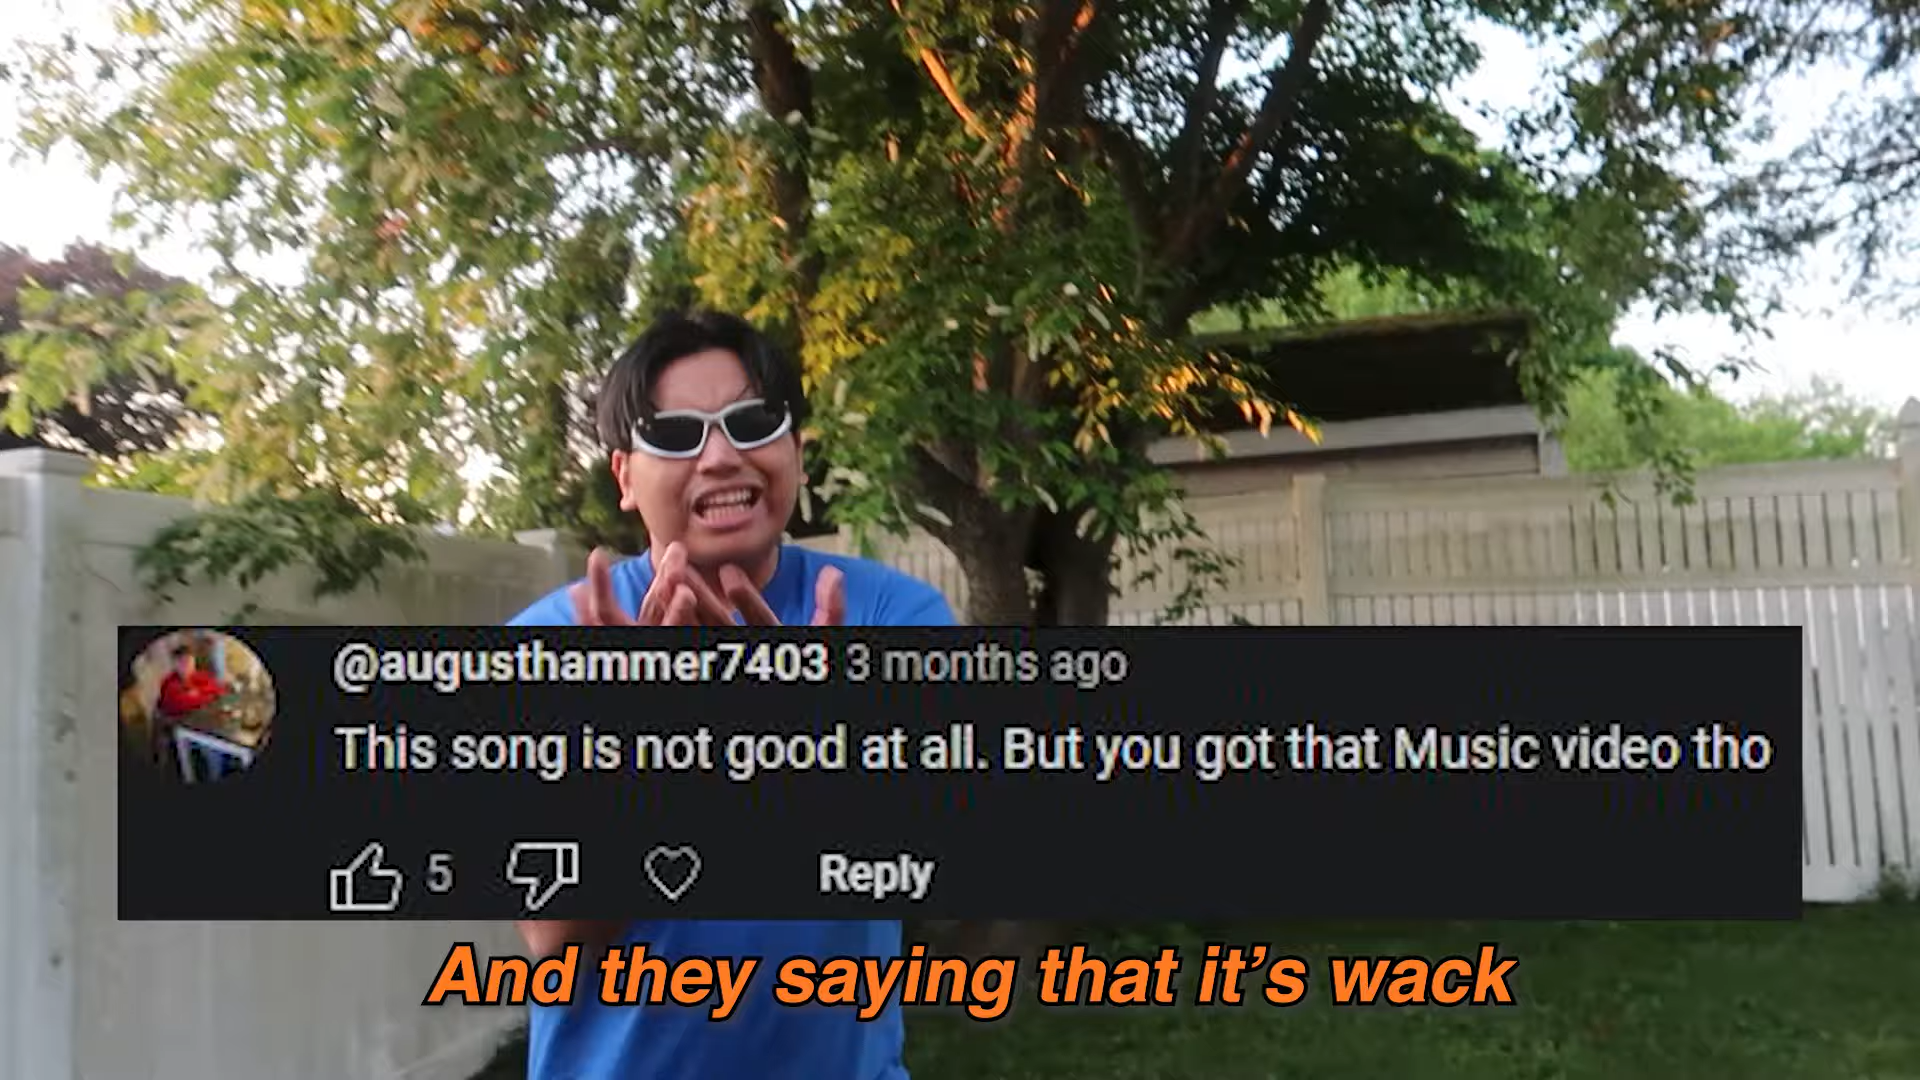 @augusthammer7403 3 months ago
This song is not good at all. But you got that Music video tho
5 Reply
And they saying that it’s wack